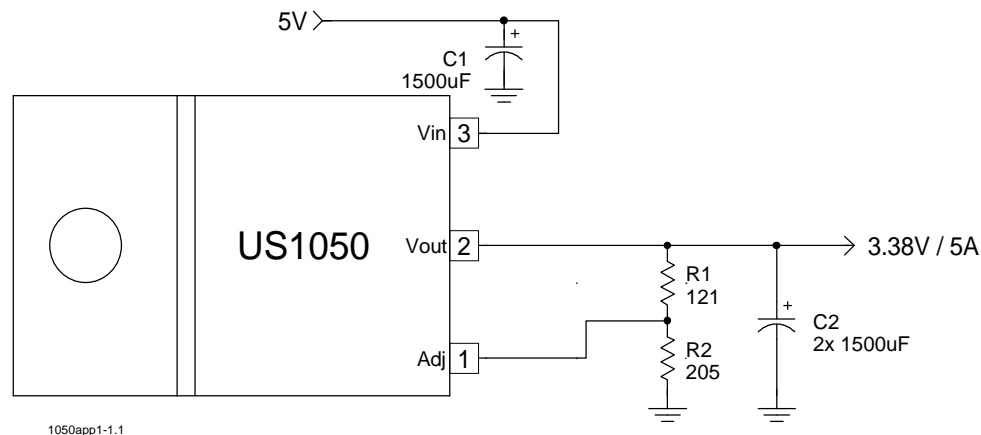 5V
+
C1
1500uF
Vin 3
US1050
Vout 2
3.38V / 5A
R1
121
+
C2
2x 1500uF
Adj 1
R2
205
1050app1-1.1